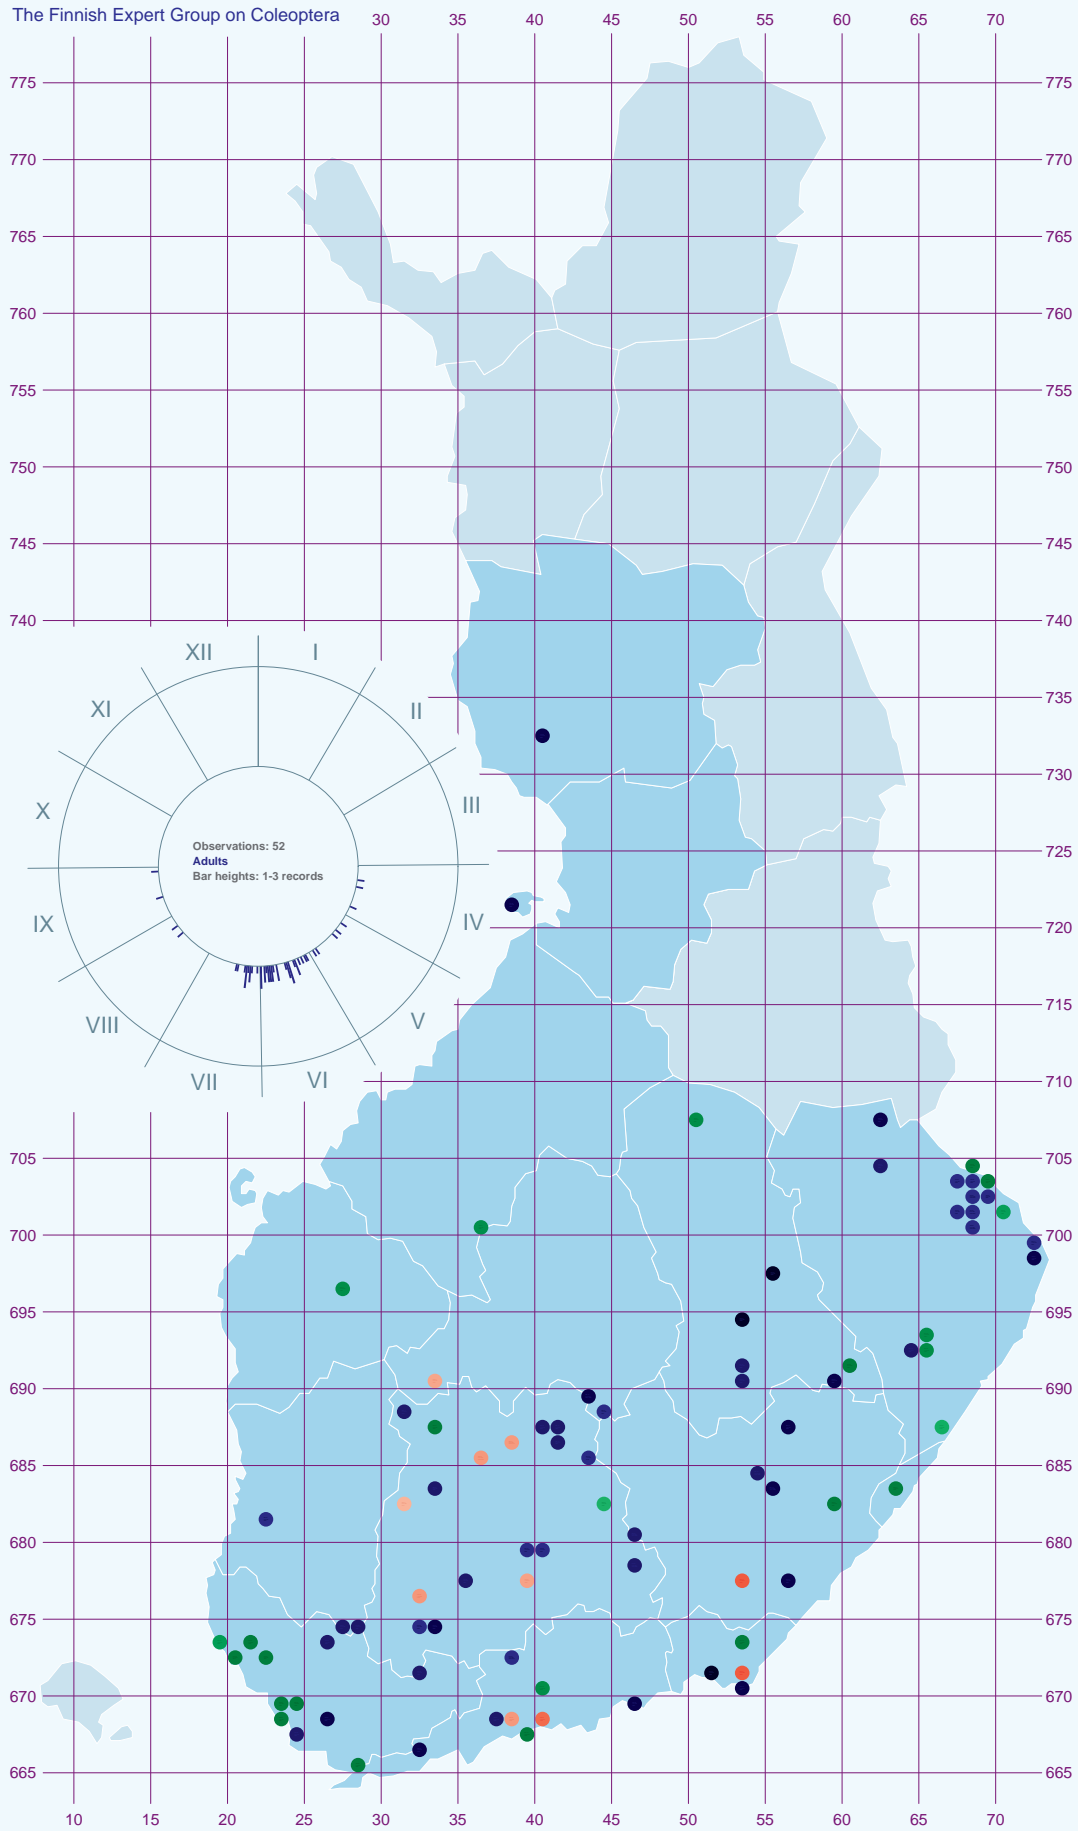 The Finnish Expert Group on Coleoptera 30 40 45 50 55 60 65 70 35
775 775
770 770
765 765
760 760
755 755
750 750
745 745
740 740
XII I
XI II
735
730
X III
Observations: 52
Adults
Bar heights: 1-3 records
725
IX IV
720
VIII V
715
VII VI
710
705 705
700 700
695 695
690 690
685 685
680 680
675 675
670 670
665 665
10 15 20 25 30 35 40 45 50 55 60 65 70